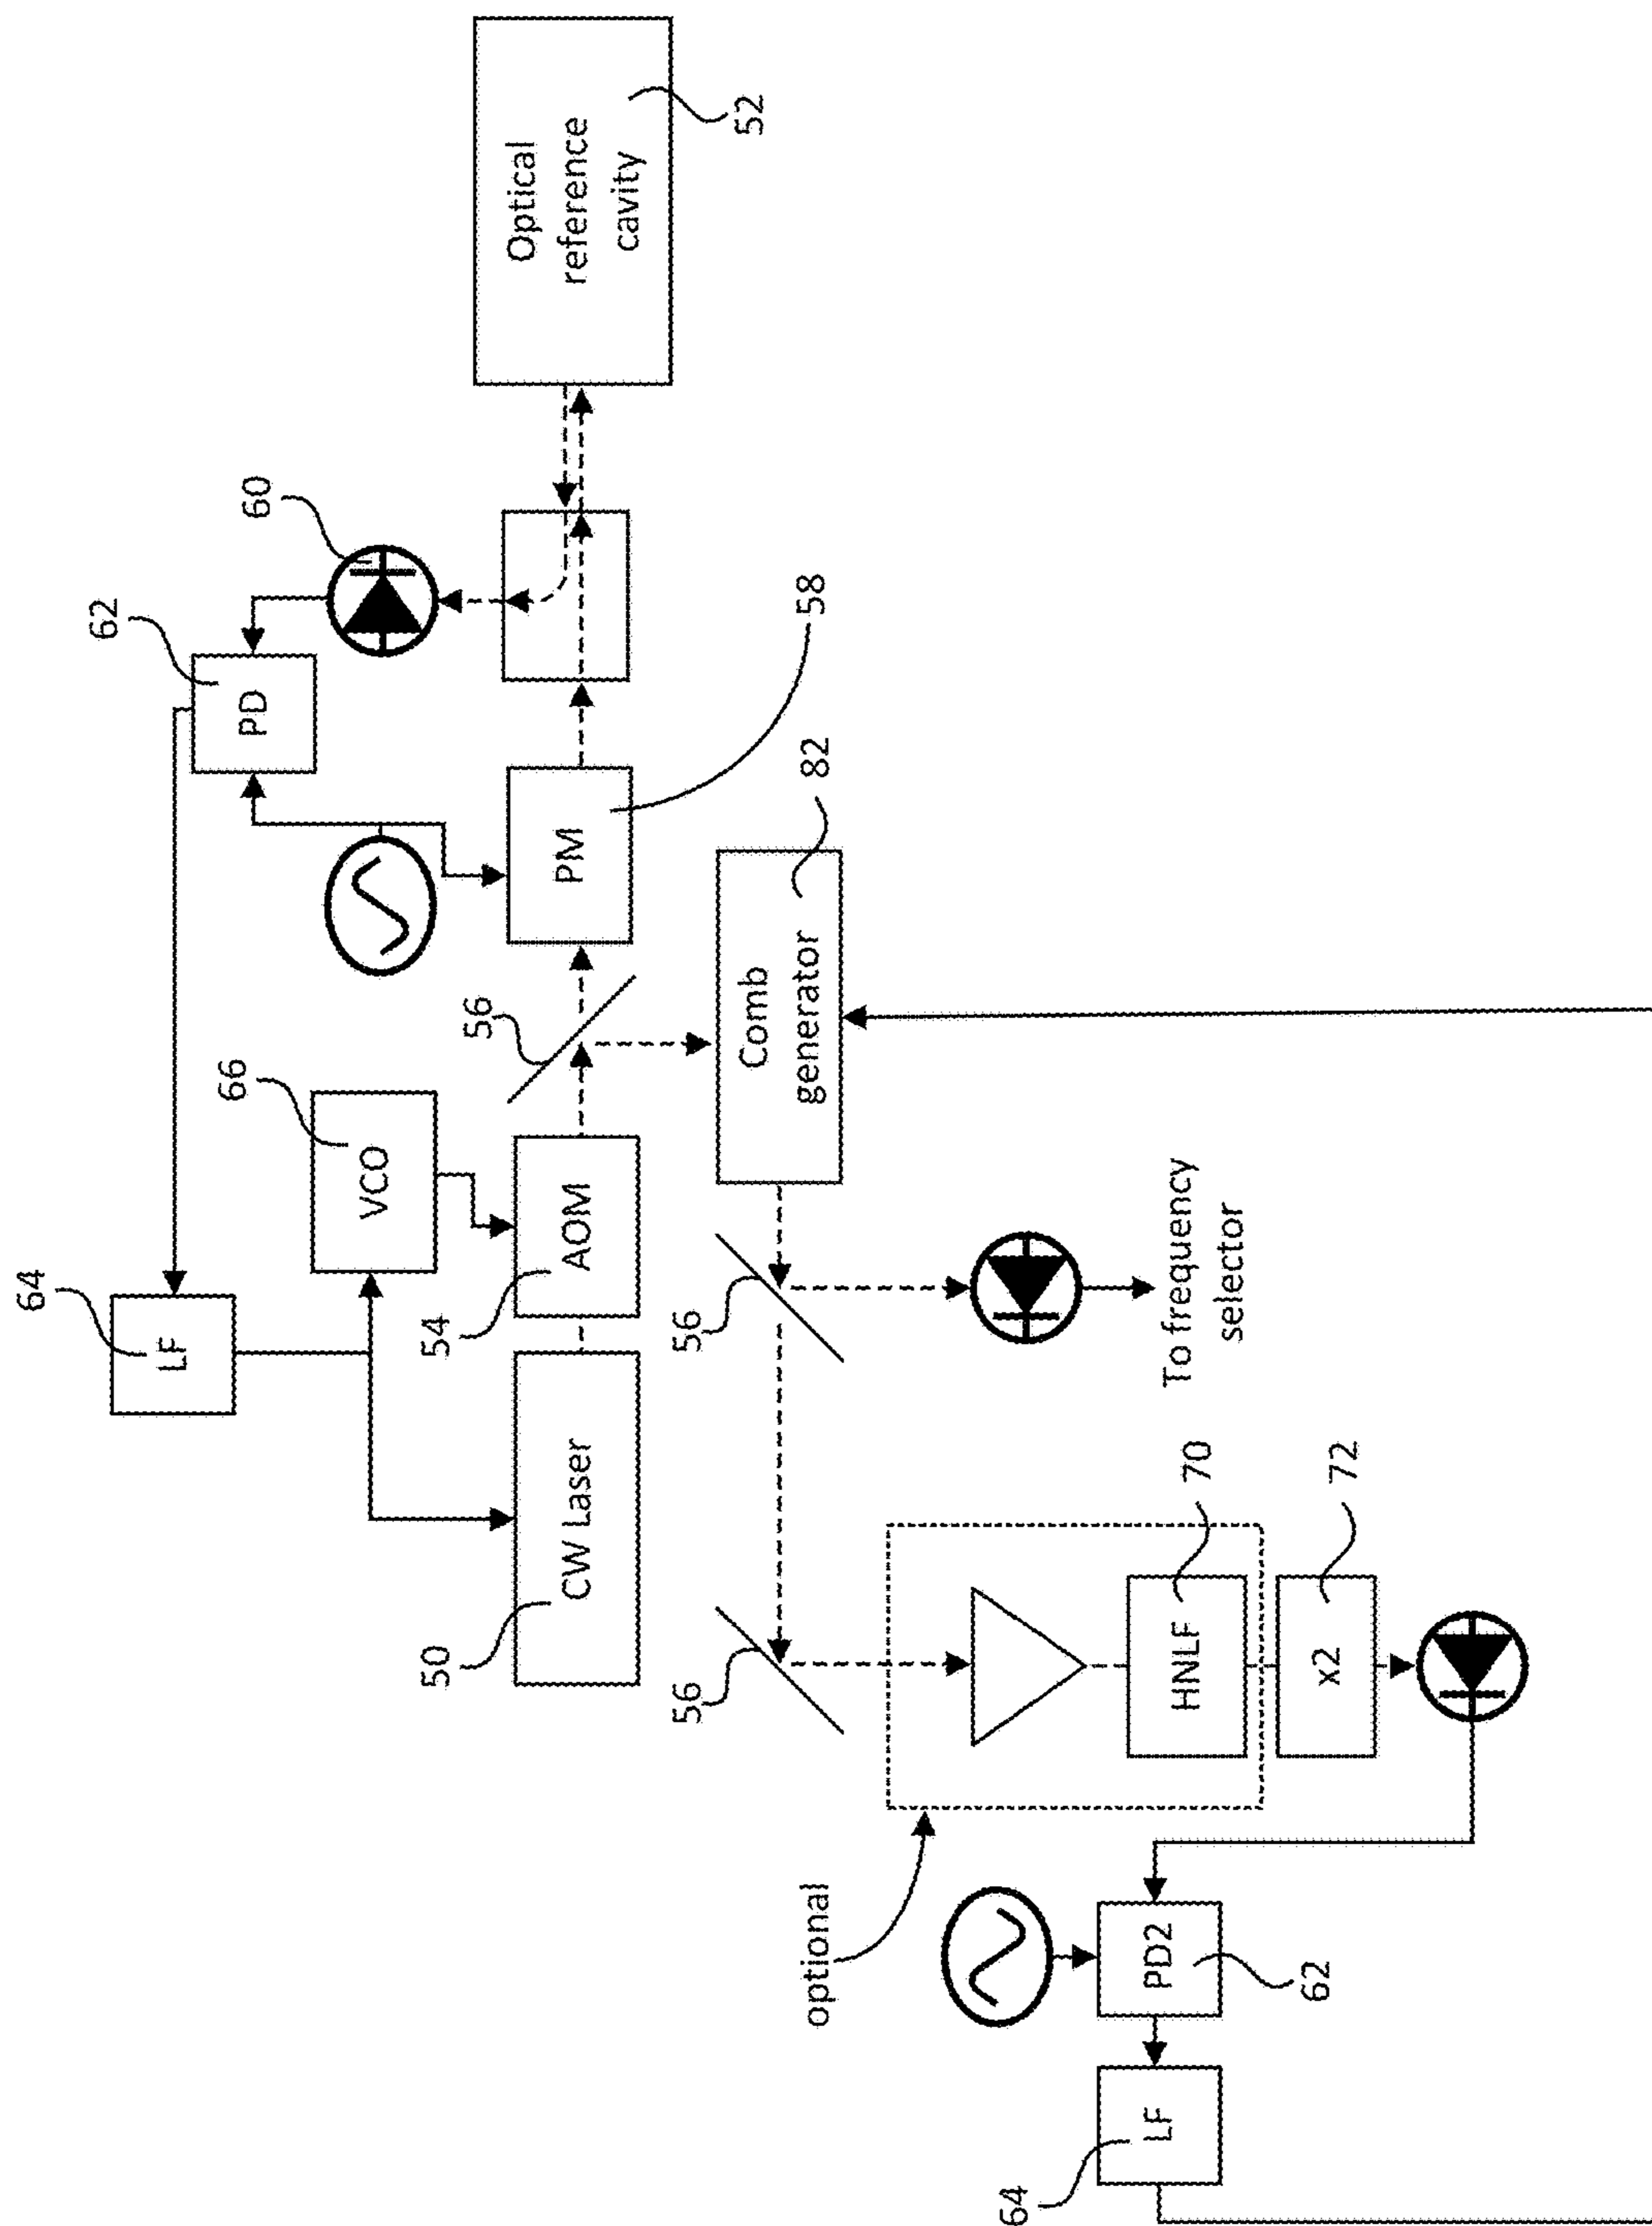 64
LF
62
PD
60
66
VCO
56
50
CW Laser
54
AOM
PM
58
Optical
reference
cavity
52
56
56
Comb
generator
82
optional
HNLF
70
x2
72
To frequency
selector
64
LF
PD2
62